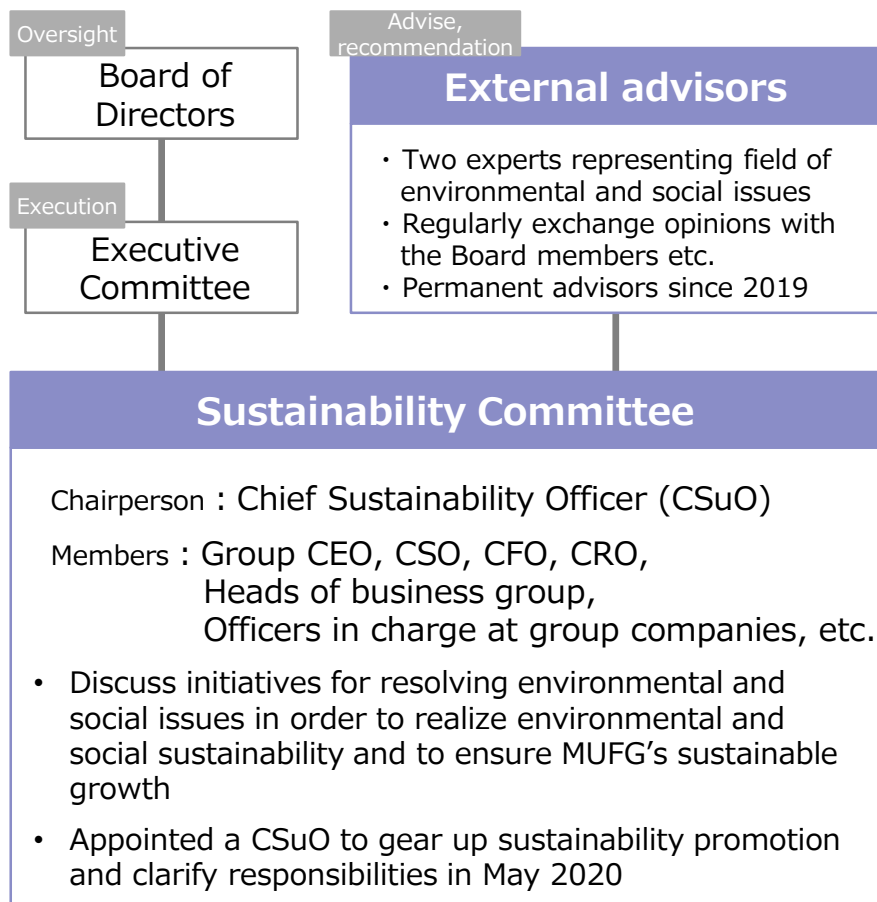 Oversight
Board of
Directors
Execution
Executive
Committee
Advise,
recommendation
External advisors
・Two experts representing field of
environmental and social issues
・Regularly exchange opinions with
the Board members etc.
・Permanent advisors since 2019
Sustainability Committee
Chairperson : Chief Sustainability Officer (CSuO)
Members : Group CEO, CSO, CFO, CRO,
Heads of business group,
Officers in charge at group companies, etc.
• Discuss initiatives for resolving environmental and
social issues in order to realize environmental and
social sustainability and to ensure MUFG’s sustainable
growth
• Appointed a CSuO to gear up sustainability promotion
and clarify responsibilities in May 2020